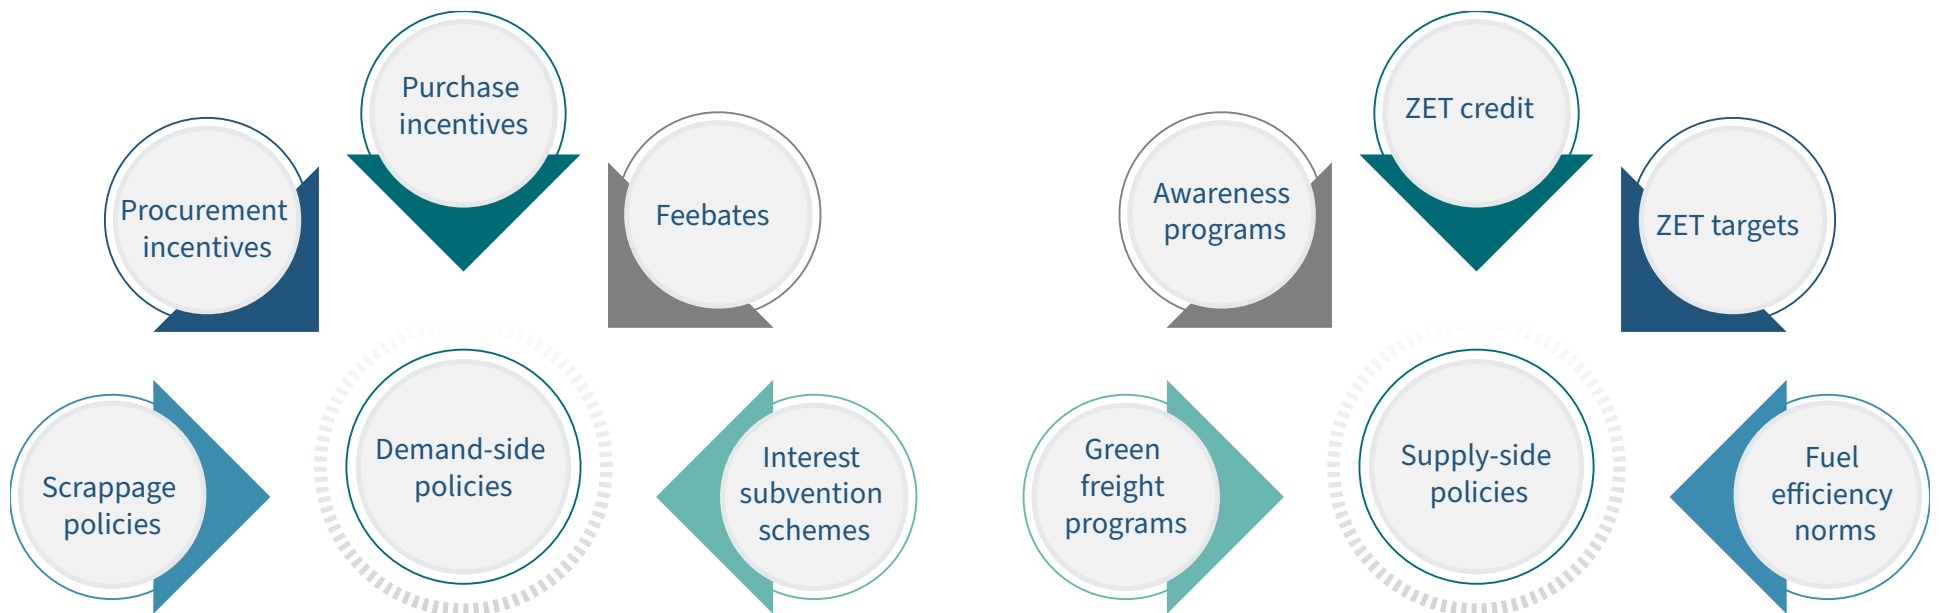 Purchase
incentives
Procurement
incentives
Feebates
Scrappage
policies
Demand-side
policies
Interest
subvention
schemes
ZET credit
Awareness
programs
ZET targets
Green
freight
programs
Supply-side
policies
Fuel
efficiency
norms